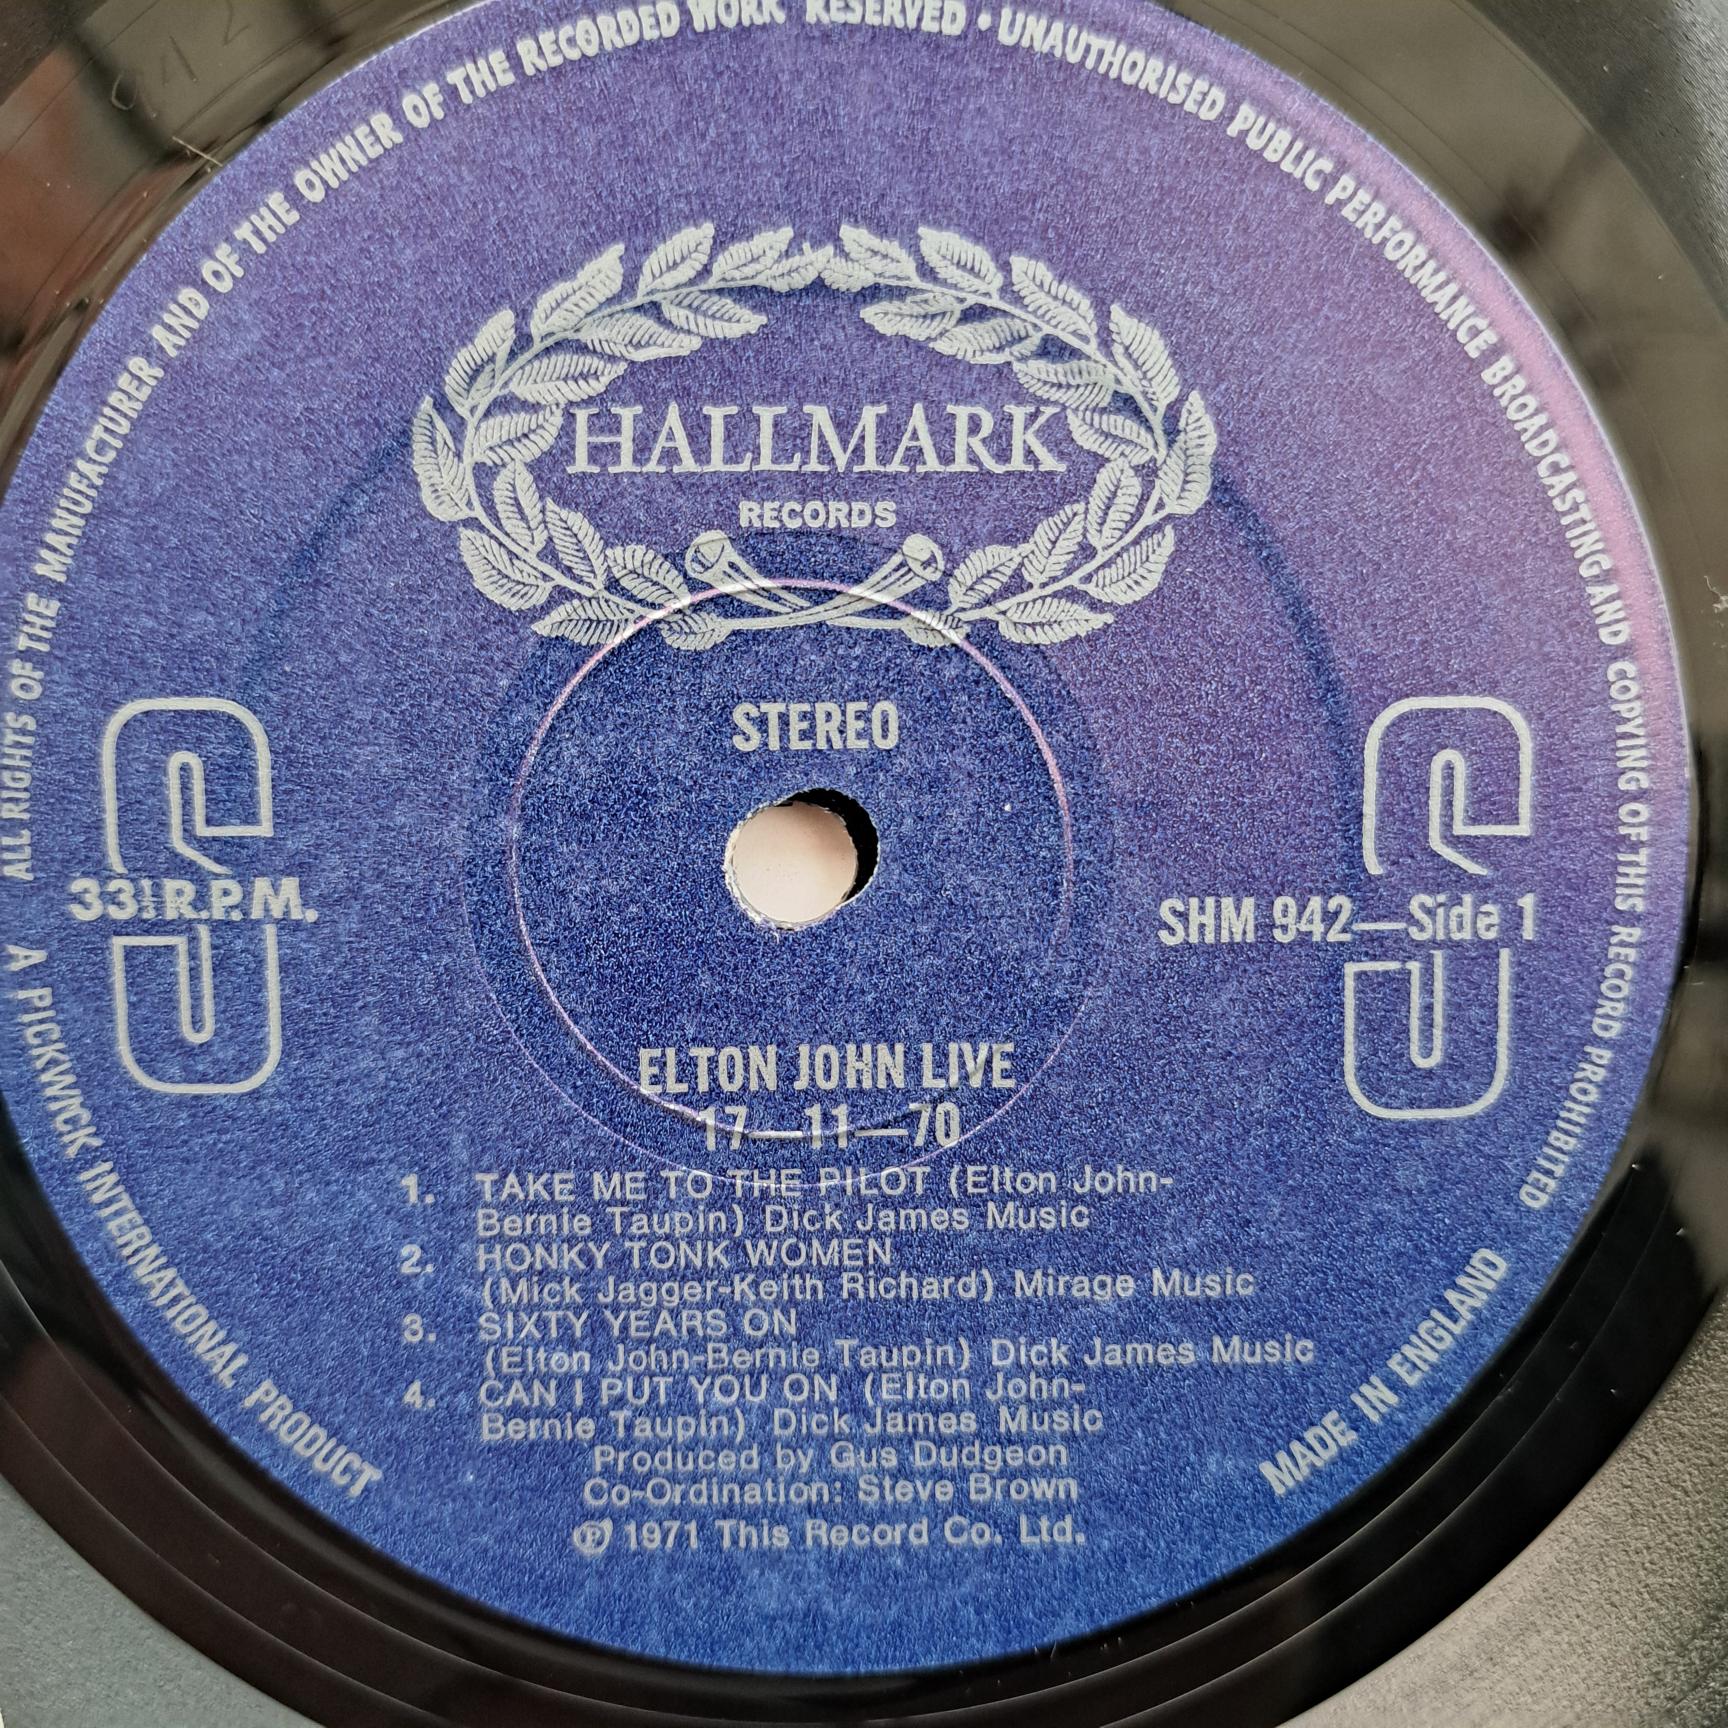 ALL RIGHTS OF THE MANUFACTURER AND OF THE OWNER OF THE RECORDED WORK RESERVED • UNAUTHORISED PUBLIC PERFORMANCE BROADCASTING AND COPYING OF THIS RECORD PROHIBITED
HALLMARK
RECORDS
STEREO
33⅓ R.P.M.
SHM 942—Side 1
ELTON JOHN LIVE
17—11—70
1. TAKE ME TO THE PILOT (Elton John-
Bernie Taupin) Dick James Music
2. HONKY TONK WOMEN
(Mick Jagger-Keith Richard) Mirage Music
3. SIXTY YEARS ON
(Elton John-Bernie Taupin) Dick James Music
4. CAN I PUT YOU ON (Elton John-
Bernie Taupin) Dick James Music
Produced by Gus Dudgeon
Co-Ordination: Steve Brown
℗ 1971 This Record Co. Ltd.
A PICKWICK INTERNATIONAL PRODUCT
MADE IN ENGLAND